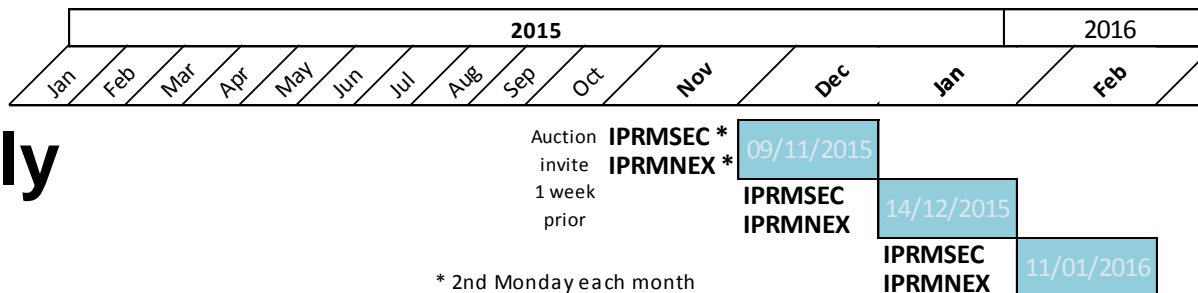 2015 2016
Jan Feb Mar Apr May Jun Jul Aug Sep Oct Nov Dec Jan Feb
ly
Auction
invite
1 week
prior
IPRMSEC *
IPRMNEX *
09/11/2015
IPRMSEC
IPRMNEX
14/12/2015
IPRMSEC
IPRMNEX
11/01/2016
* 2nd Monday each month